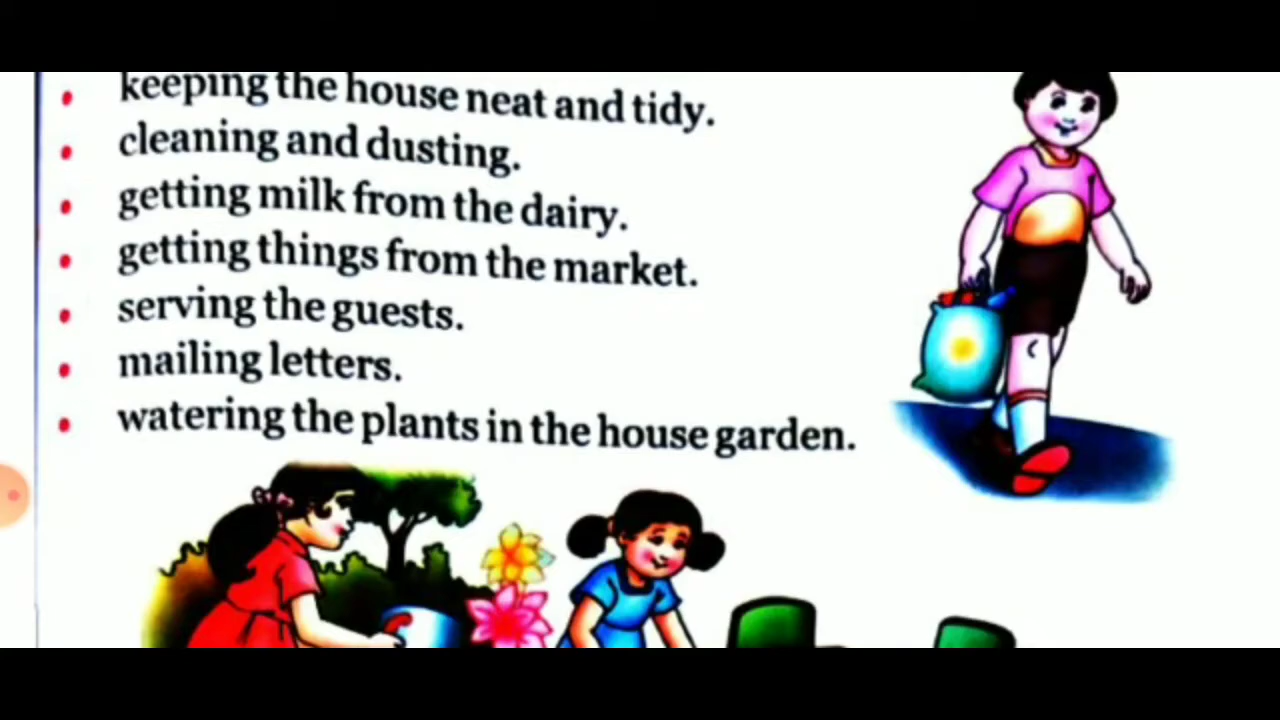 keeping the house neat and tidy.
cleaning and dusting.
getting milk from the dairy.
getting things from the market.
serving the guests.
mailing letters.
watering the plants in the house garden.